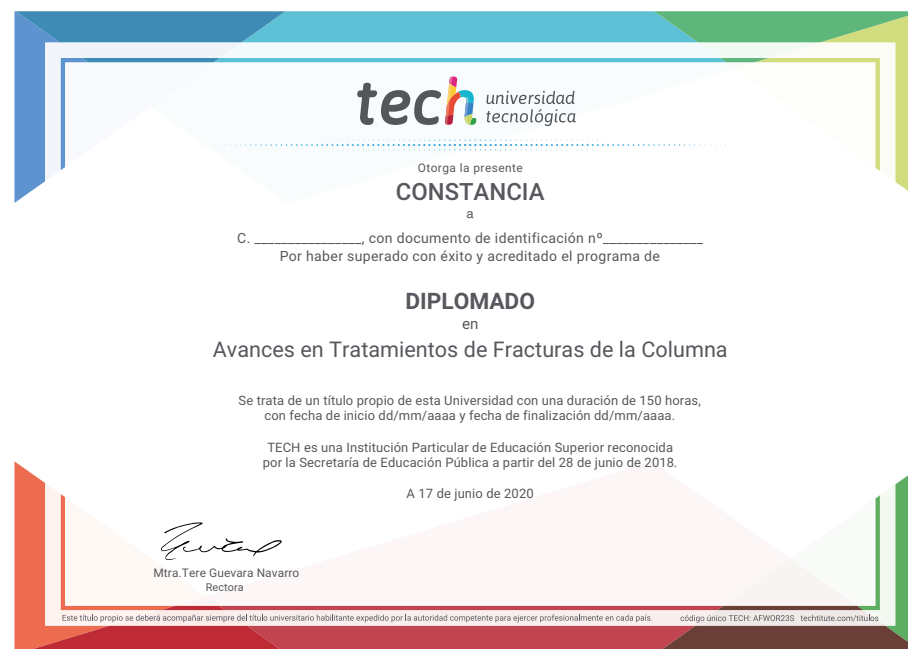 tech universidad
tecnológica
Otorga la presente
CONSTANCIA
a
C. ________________, con documento de identificación nº_______________
Por haber superado con éxito y acreditado el programa de
DIPLOMADO
en
Avances en Tratamientos de Fracturas de la Columna
Se trata de un título propio de esta Universidad con una duración de 150 horas,
con fecha de inicio dd/mm/aaaa y fecha de finalización dd/mm/aaaa.
TECH es una Institución Particular de Educación Superior reconocida
por la Secretaría de Educación Pública a partir del 28 de junio de 2018.
A 17 de junio de 2020
Mtra.Tere Guevara Navarro
Rectora
Este título propio se deberá acompañar siempre del título universitario habilitante expedido por la autoridad competente para ejercer profesionalmente en cada país. código único TECH: AFWOR23S techtitute.com/titulos